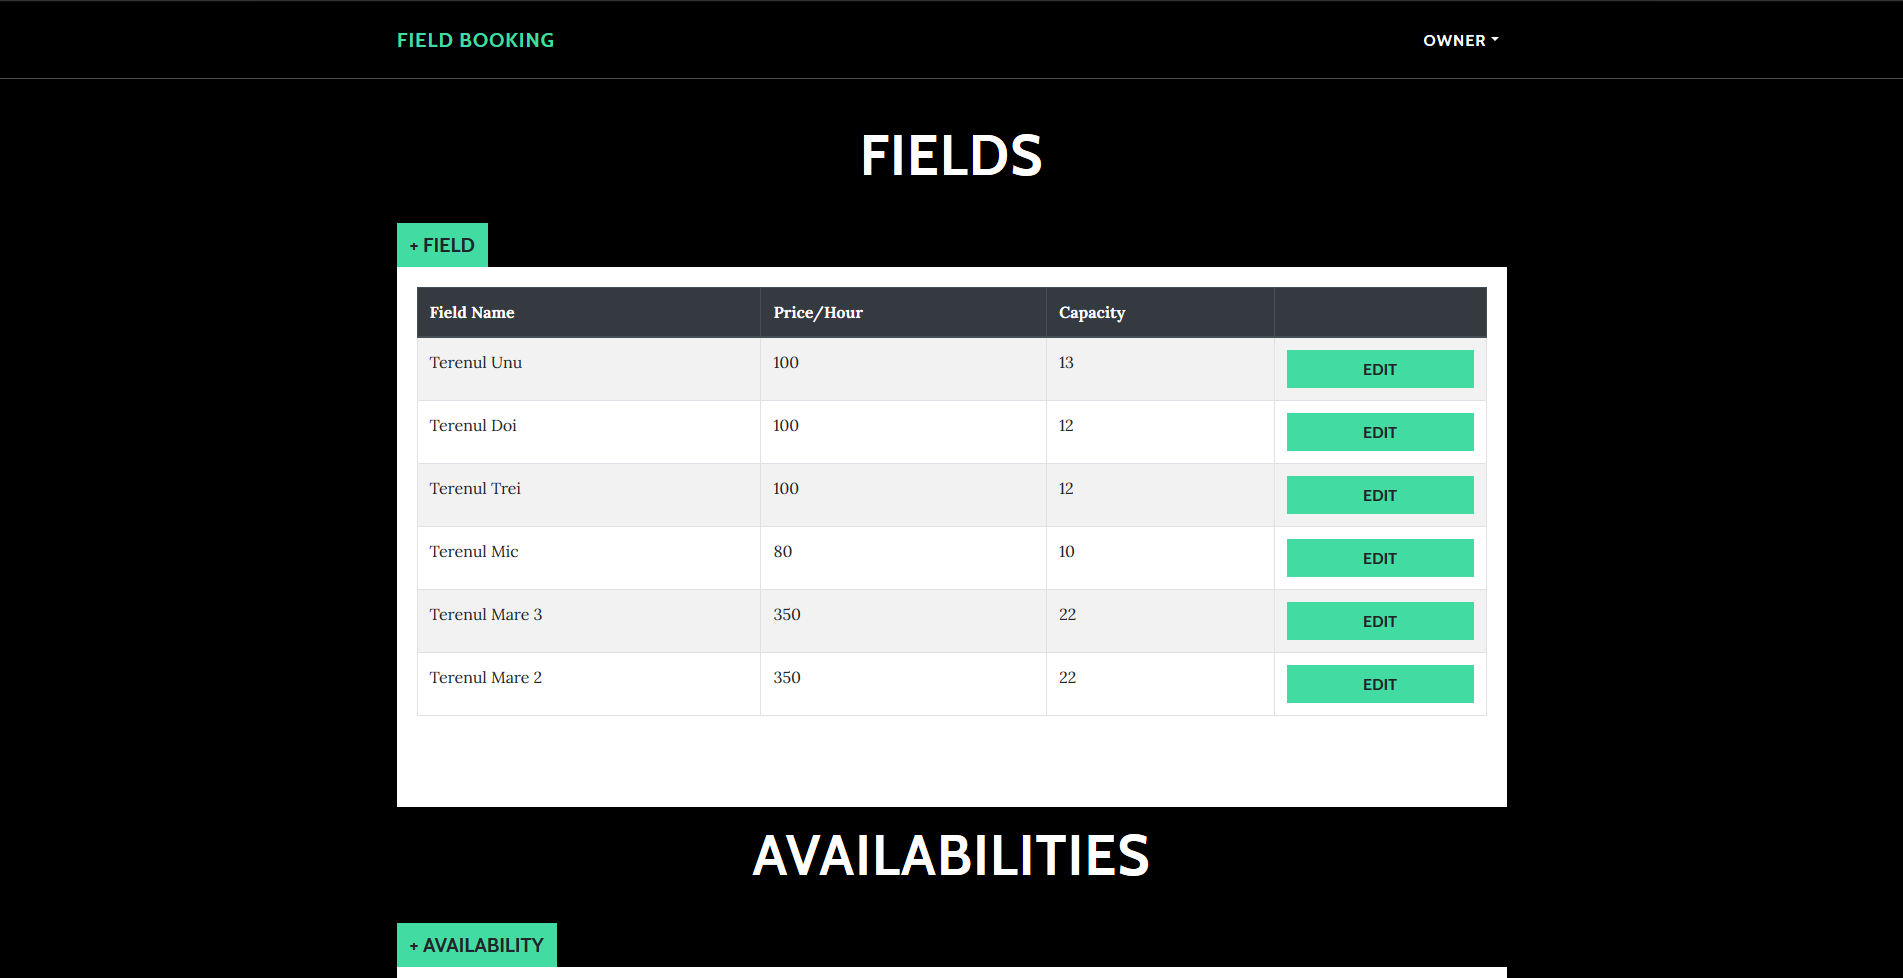 FIELD BOOKING
OWNER
FIELDS
+ FIELD
Field Name Price/Hour Capacity
Terenul Unu 100 13 EDIT
Terenul Doi 100 12 EDIT
Terenul Trei 100 12 EDIT
Terenul Mic 80 10 EDIT
Terenul Mare 3 350 22 EDIT
Terenul Mare 2 350 22 EDIT
AVAILABILITIES
+ AVAILABILITY